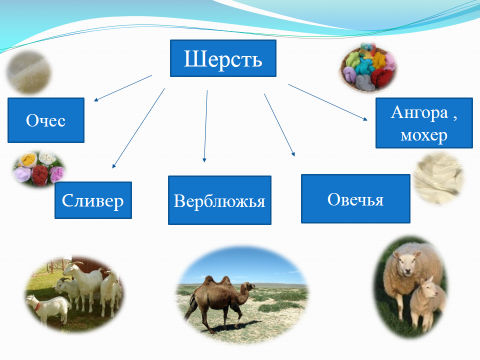 Шерсть
Очес
Ангора ,
мохер
Сливер
Верблюжья
Овечья